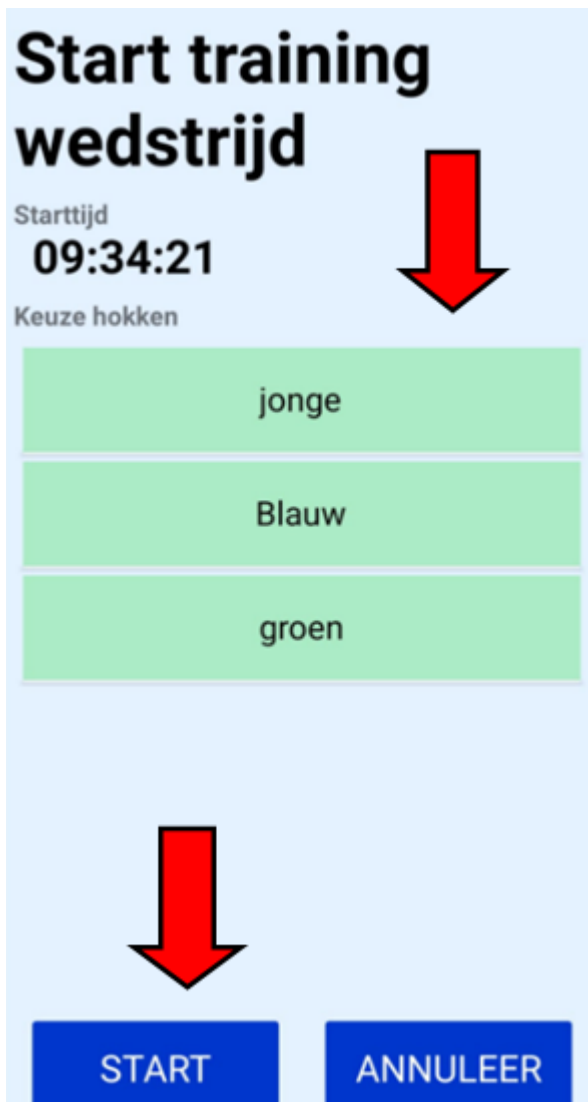 Start training
wedstrijd
Starttijd
09:34:21
Keuze hokken
jonge
Blauw
groen
START
ANNULEER